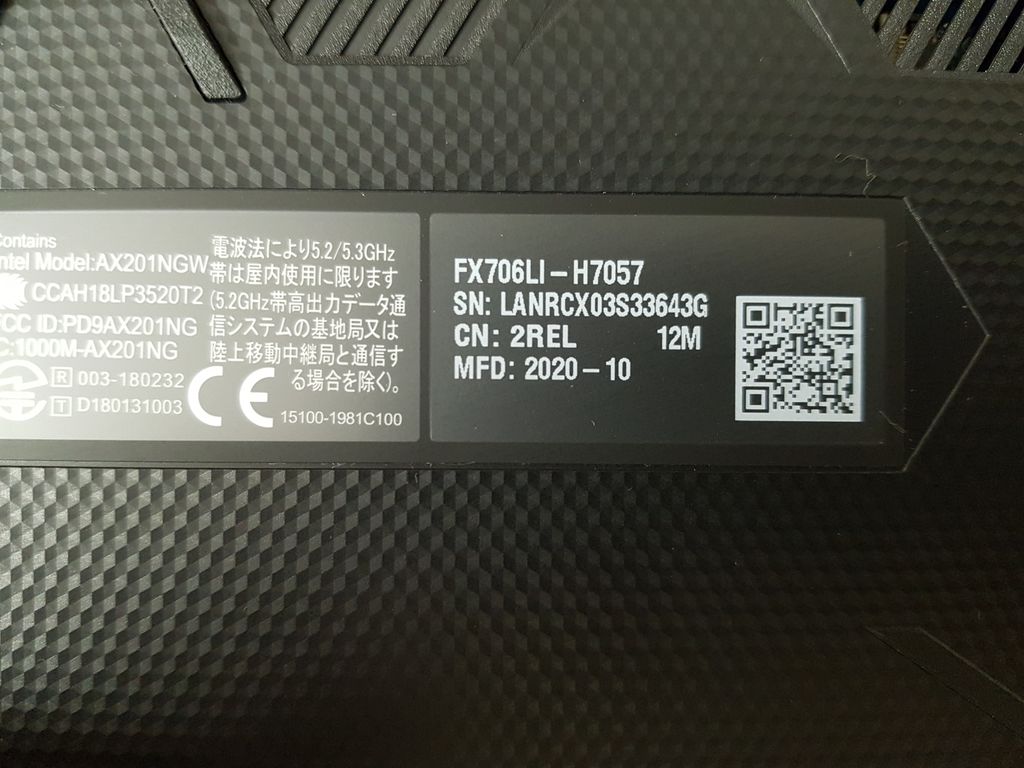 Contains
Intel Model:AX201NGW
CCAH18LP3520T2
FCC ID:PD9AX201NG
IC:1000M-AX201NG
R 003-180232
T D180131003
電波法により5.2/5.3GHz
帯は屋内使用に限ります
(5.2GHz帯高出力データ通
信システムの基地局又は
陸上移動中継局と通信す
る場合を除く)。
CE
15100-1981C100
FX706LI-H7057
SN: LANRCX03S33643G
CN: 2REL 12M
MFD: 2020-10